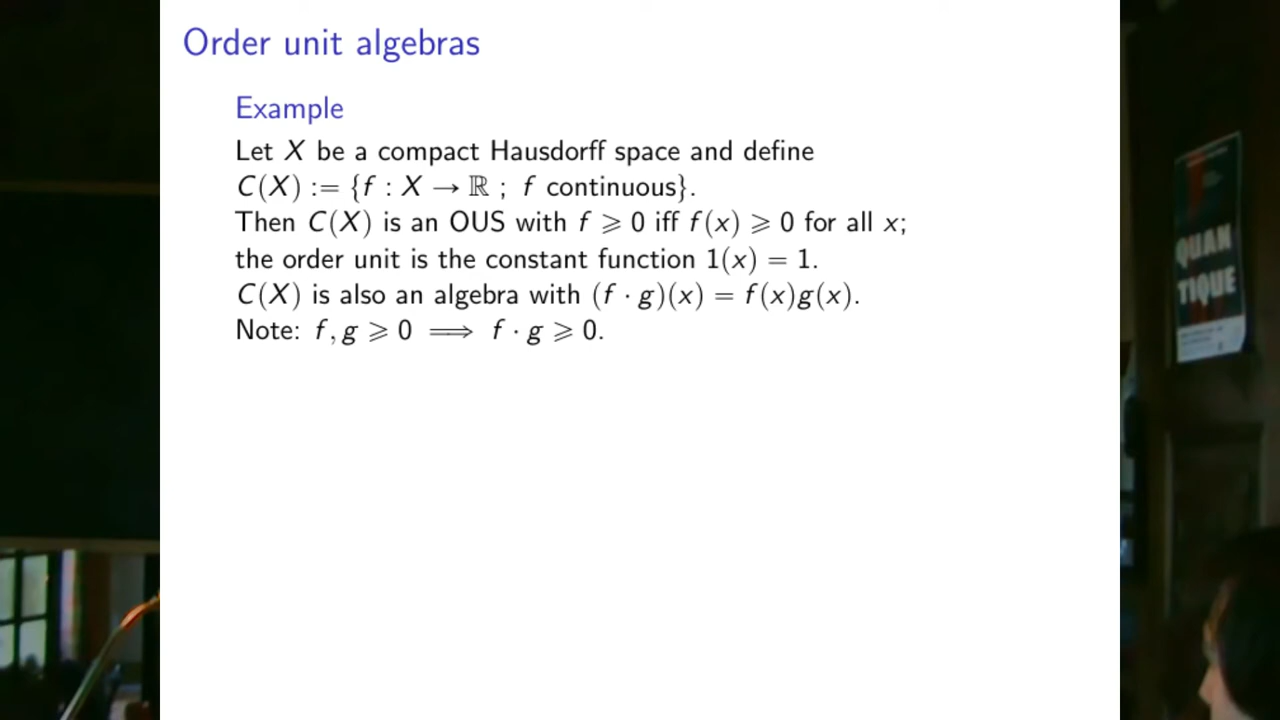 Order unit algebras
Example
Let X be a compact Hausdorff space and define
C(X) := {f : X → ℝ ; f continuous}.
Then C(X) is an OUS with f ⩾ 0 iff f(x) ⩾ 0 for all x;
the order unit is the constant function 1(x) = 1.
C(X) is also an algebra with (f · g)(x) = f(x)g(x).
Note: f, g ⩾ 0 ⟹ f · g ⩾ 0.
QUAN
TIQUE